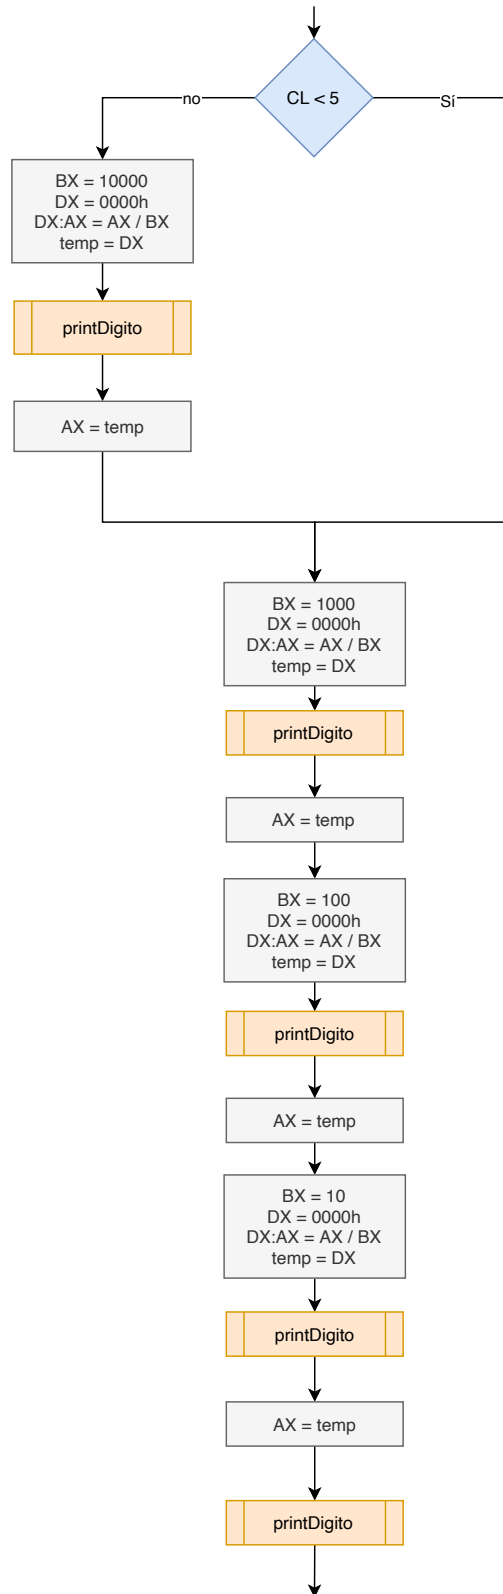 CL < 5
no
Sí
BX = 10000
DX = 0000h
DX:AX = AX / BX
temp = DX
printDigito
AX = temp
BX = 1000
DX = 0000h
DX:AX = AX / BX
temp = DX
printDigito
AX = temp
BX = 100
DX = 0000h
DX:AX = AX / BX
temp = DX
printDigito
AX = temp
BX = 10
DX = 0000h
DX:AX = AX / BX
temp = DX
printDigito
AX = temp
printDigito